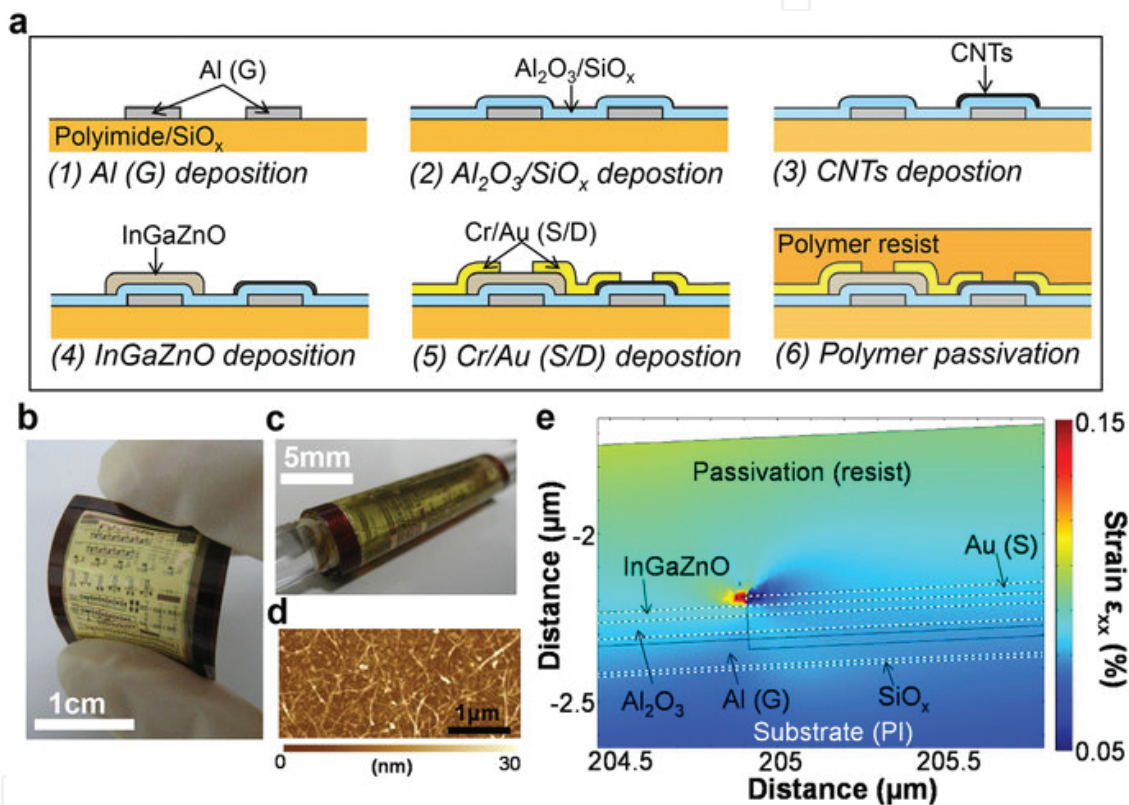 a
Al (G)
Polyimide/SiOₓ
(1) Al (G) deposition
Al₂O₃/SiOₓ
(2) Al₂O₃/SiOₓ depostion
CNTs
(3) CNTs depostion
InGaZnO
(4) InGaZnO deposition
Cr/Au (S/D)
(5) Cr/Au (S/D) depostion
Polymer resist
(6) Polymer passivation
b
1cm
c
5mm
d
1µm
0 (nm) 30
e
Passivation (resist)
InGaZnO
Au (S)
Al₂O₃
Al (G)
SiOₓ
Substrate (PI)
Distance (µm)
-2
-2.5
204.5 205 205.5
Distance (µm)
0.15
Strain εₓₓ (%)
0.05